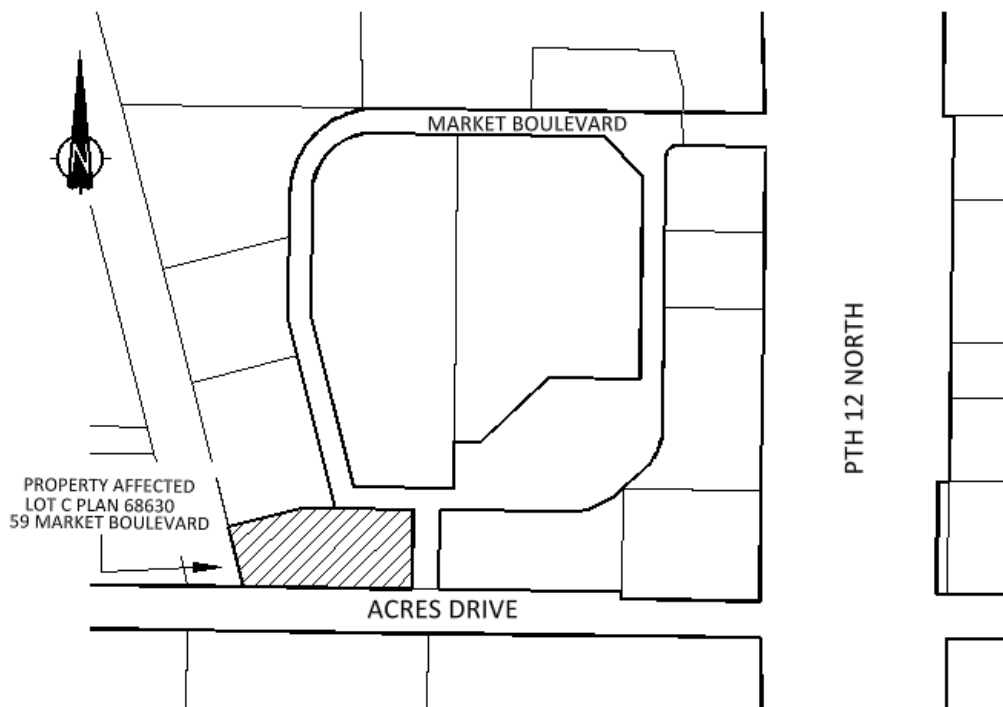 MARKET BOULEVARD
N
PTH 12 NORTH
PROPERTY AFFECTED
LOT C PLAN 68630
59 MARKET BOULEVARD
ACRES DRIVE